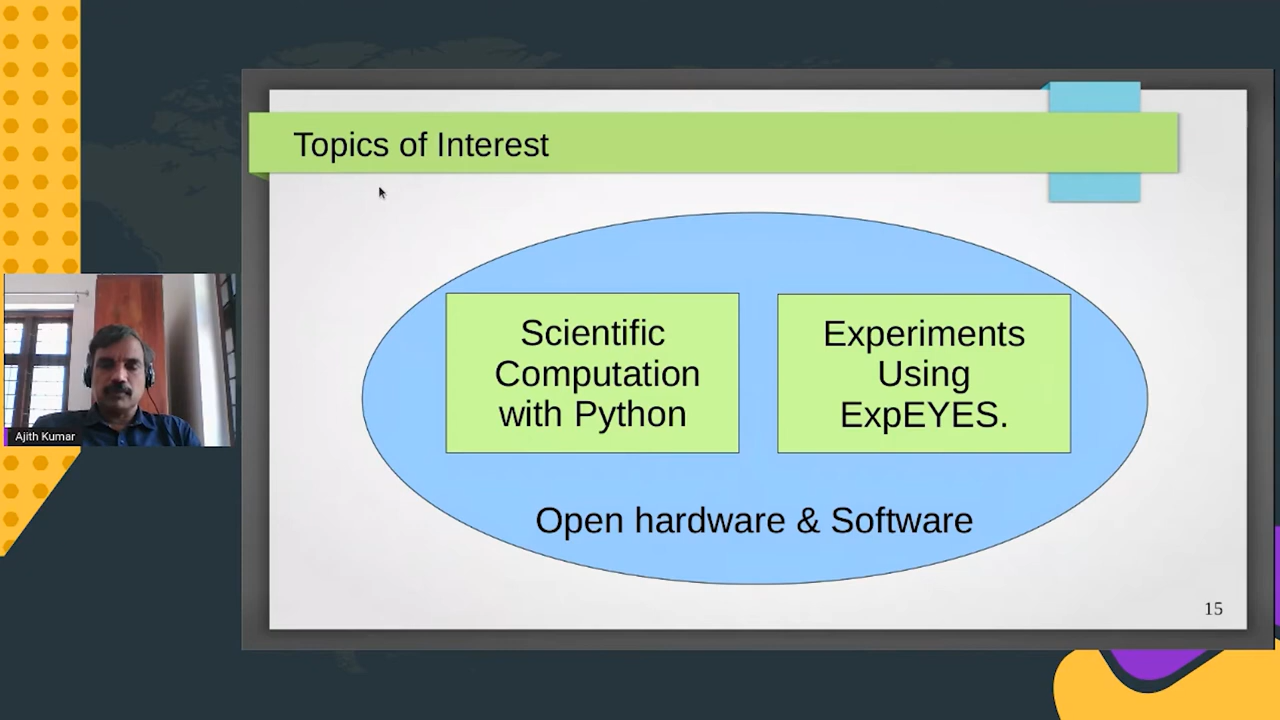 Topics of Interest
Scientific
Computation
with Python
Experiments
Using
ExpEYES.
Open hardware & Software
15
Ajith Kumar